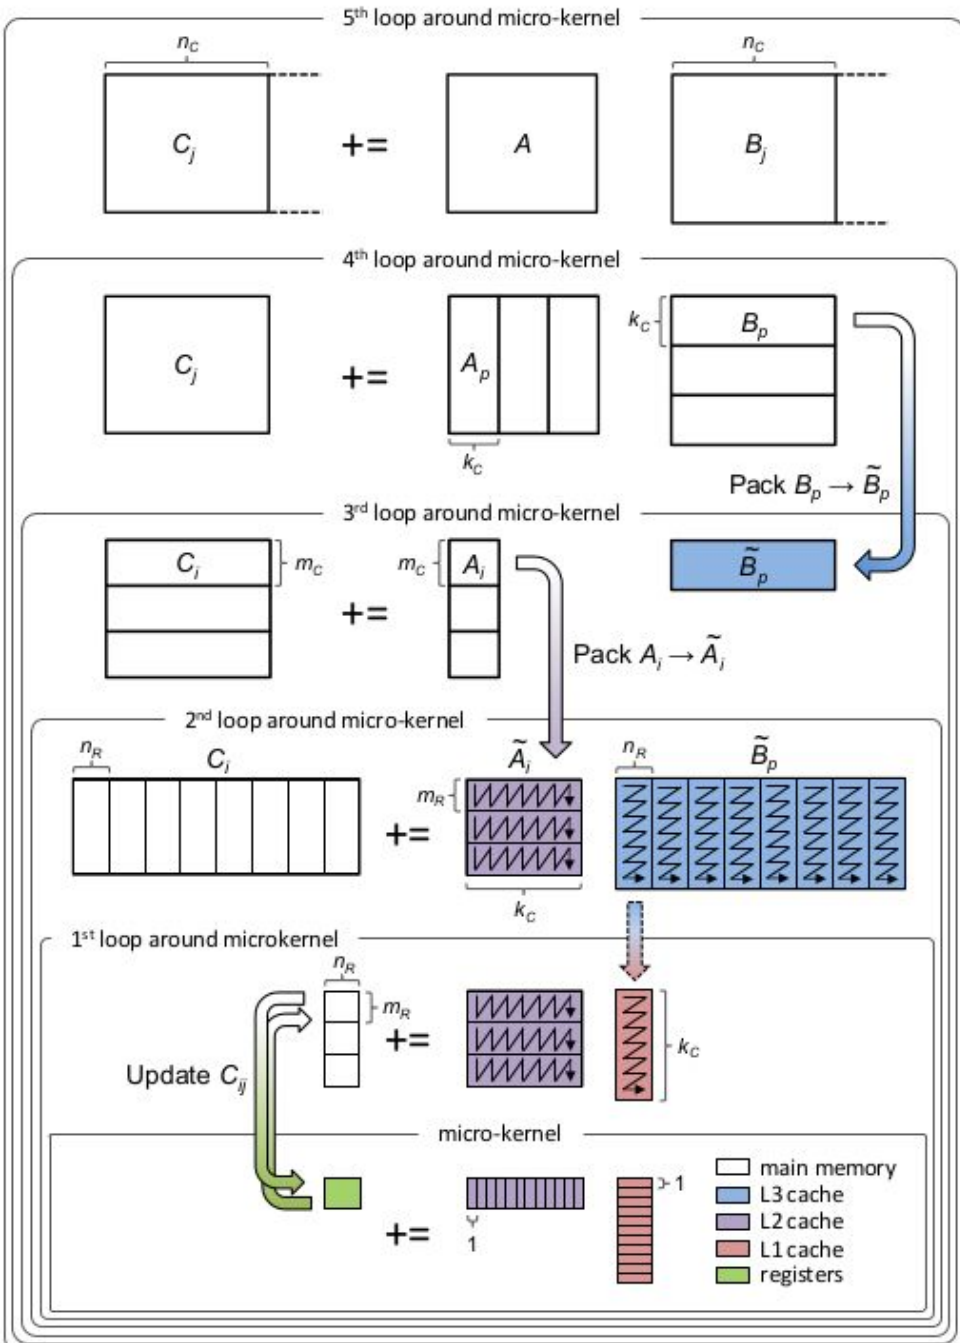 5th loop around micro-kernel
nC nC
Cj += A Bj
4th loop around micro-kernel
Cj += Ap kC Bp
kC
Pack Bp → B̃p
3rd loop around micro-kernel
Ci mC += mC Ai B̃p
Pack Ai → Ãi
2nd loop around micro-kernel
nR Ci Ãi nR B̃p
mR
+=
kC
1st loop around microkernel
nR
mR
+= kC
Update Cij
micro-kernel
+=
1
1
main memory
L3 cache
L2 cache
L1 cache
registers